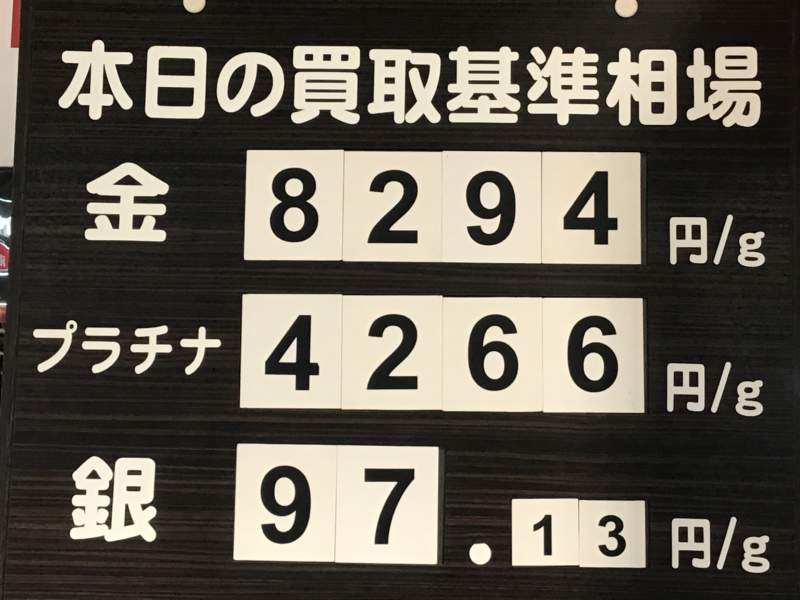 本日の買取基準相場
金 8294 円/g
プラチナ 4266 円/g
銀 97.13 円/g